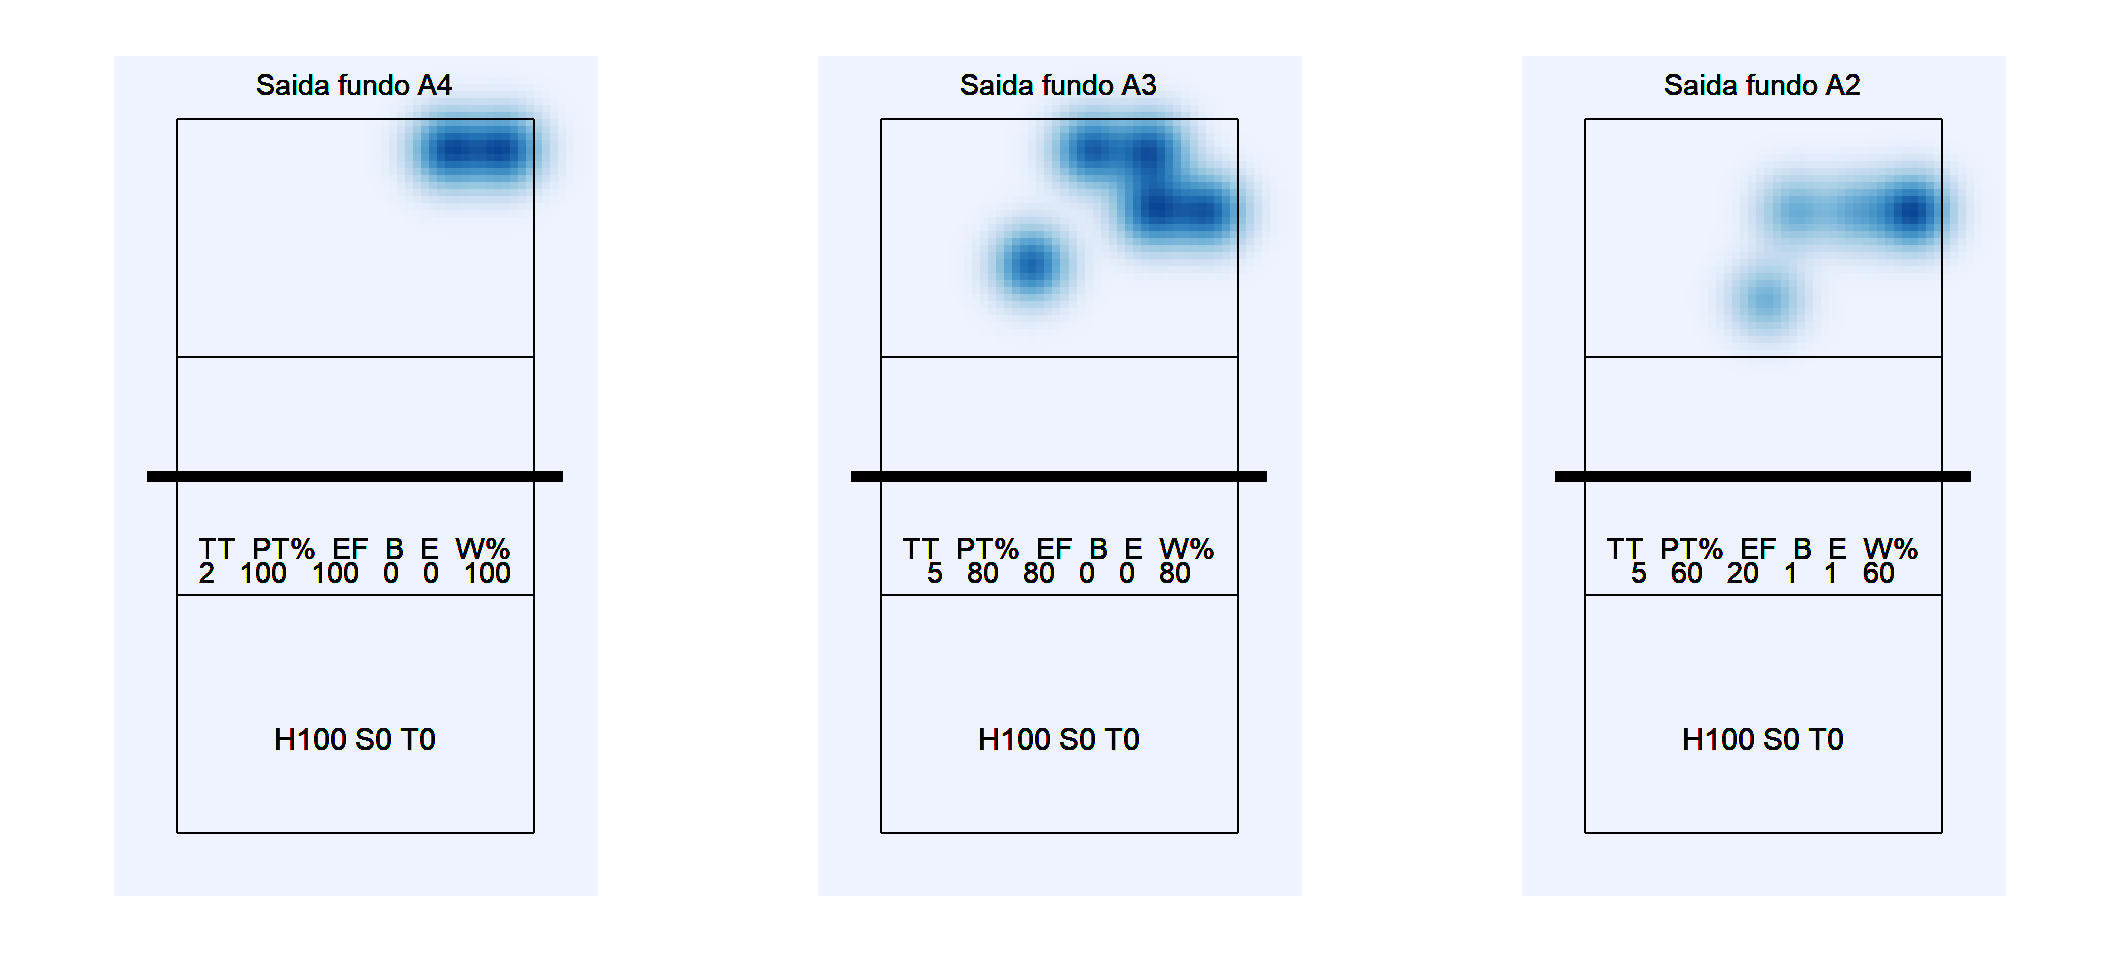 Saida fundo A4
TT PT% EF B E W%
2 100 100 0 0 100
H100 S0 T0
Saida fundo A3
TT PT% EF B E W%
5 80 80 0 0 80
H100 S0 T0
Saida fundo A2
TT PT% EF B E W%
5 60 20 1 1 60
H100 S0 T0